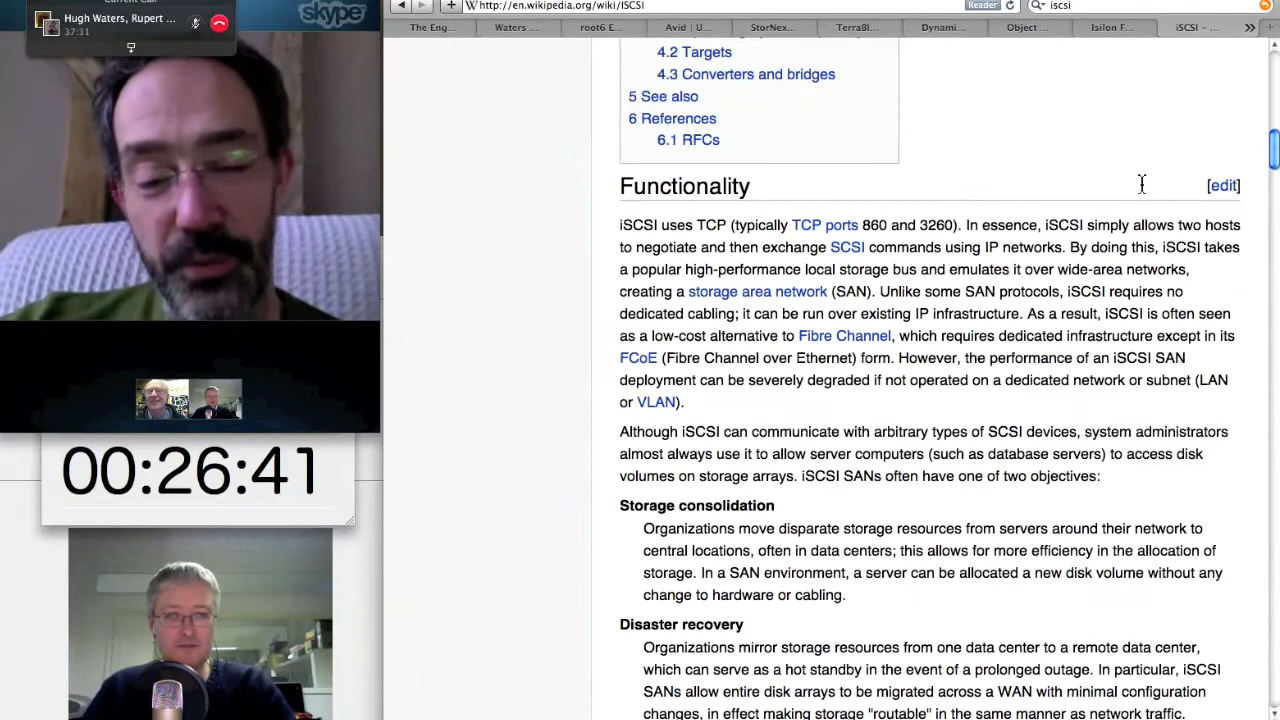 Current Call
Hugh Waters, Rupert ...
37:31
skype
http://en.wikipedia.org/wiki/ISCSI
Reader
iscsi
The Eng...
Waters ...
root6 E...
Avid | U...
StorNex...
TerraBl...
Dynami...
Object ...
Isilon F...
iSCSI – ...
4.2 Targets
4.3 Converters and bridges
5 See also
6 References
6.1 RFCs
Functionality
[edit]
iSCSI uses TCP (typically TCP ports 860 and 3260). In essence, iSCSI simply allows two hosts
to negotiate and then exchange SCSI commands using IP networks. By doing this, iSCSI takes
a popular high-performance local storage bus and emulates it over wide-area networks,
creating a storage area network (SAN). Unlike some SAN protocols, iSCSI requires no
dedicated cabling; it can be run over existing IP infrastructure. As a result, iSCSI is often seen
as a low-cost alternative to Fibre Channel, which requires dedicated infrastructure except in its
FCoE (Fibre Channel over Ethernet) form. However, the performance of an iSCSI SAN
deployment can be severely degraded if not operated on a dedicated network or subnet (LAN
or VLAN).
Although iSCSI can communicate with arbitrary types of SCSI devices, system administrators
almost always use it to allow server computers (such as database servers) to access disk
volumes on storage arrays. iSCSI SANs often have one of two objectives:
Storage consolidation
Organizations move disparate storage resources from servers around their network to
central locations, often in data centers; this allows for more efficiency in the allocation of
storage. In a SAN environment, a server can be allocated a new disk volume without any
change to hardware or cabling.
Disaster recovery
Organizations mirror storage resources from one data center to a remote data center,
which can serve as a hot standby in the event of a prolonged outage. In particular, iSCSI
SANs allow entire disk arrays to be migrated across a WAN with minimal configuration
changes, in effect making storage "routable" in the same manner as network traffic.
00:26:41